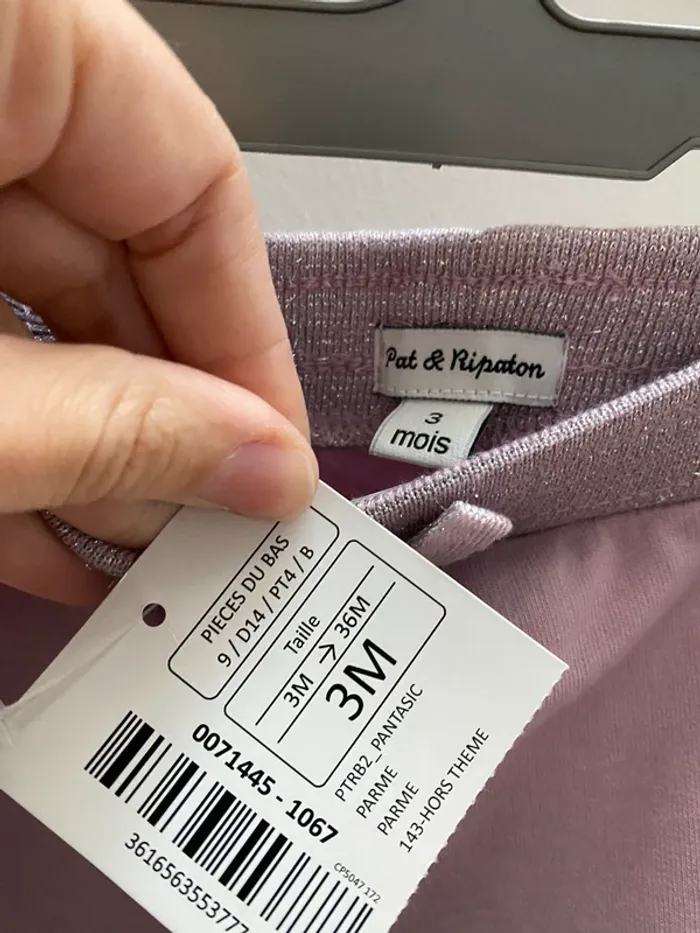 Pat & Ripaton
3
mois
PIECES DU BAS
9 / D14 / PT4 / B
Taille
3M → 36M
3M
PTRB2_PANTASIC
PARME
PARME
143-HORS THEME
0071445 - 1067
CP5047 172
3616563553777